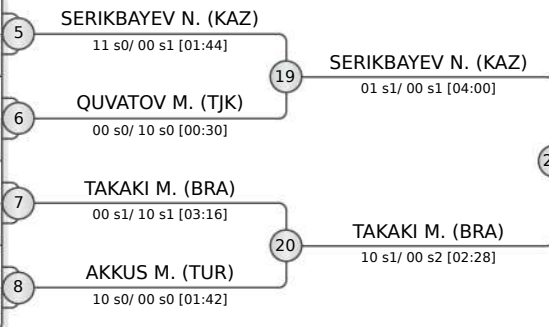 5
SERIKBAYEV N. (KAZ)
11 s0/ 00 s1 [01:44]
19
SERIKBAYEV N. (KAZ)
01 s1/ 00 s1 [04:00]
6
QUVATOV M. (TJK)
00 s0/ 10 s0 [00:30]
7
TAKAKI M. (BRA)
00 s1/ 10 s1 [03:16]
20
TAKAKI M. (BRA)
10 s1/ 00 s2 [02:28]
8
AKKUS M. (TUR)
10 s0/ 00 s0 [01:42]